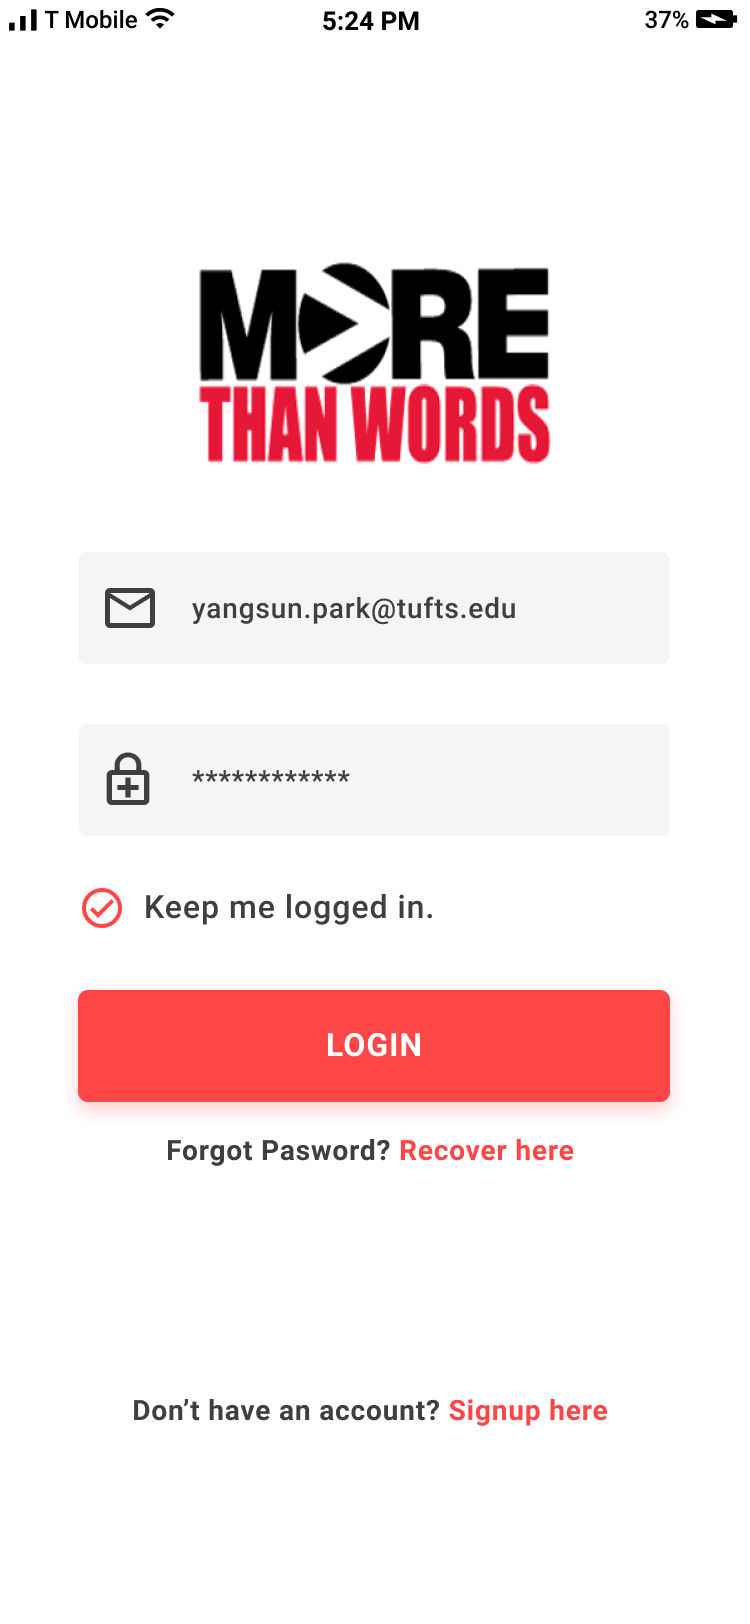 T Mobile 5:24 PM 37%
MORE
THAN WORDS
yangsun.park@tufts.edu
************
Keep me logged in.
LOGIN
Forgot Pasword? Recover here
Don’t have an account? Signup here